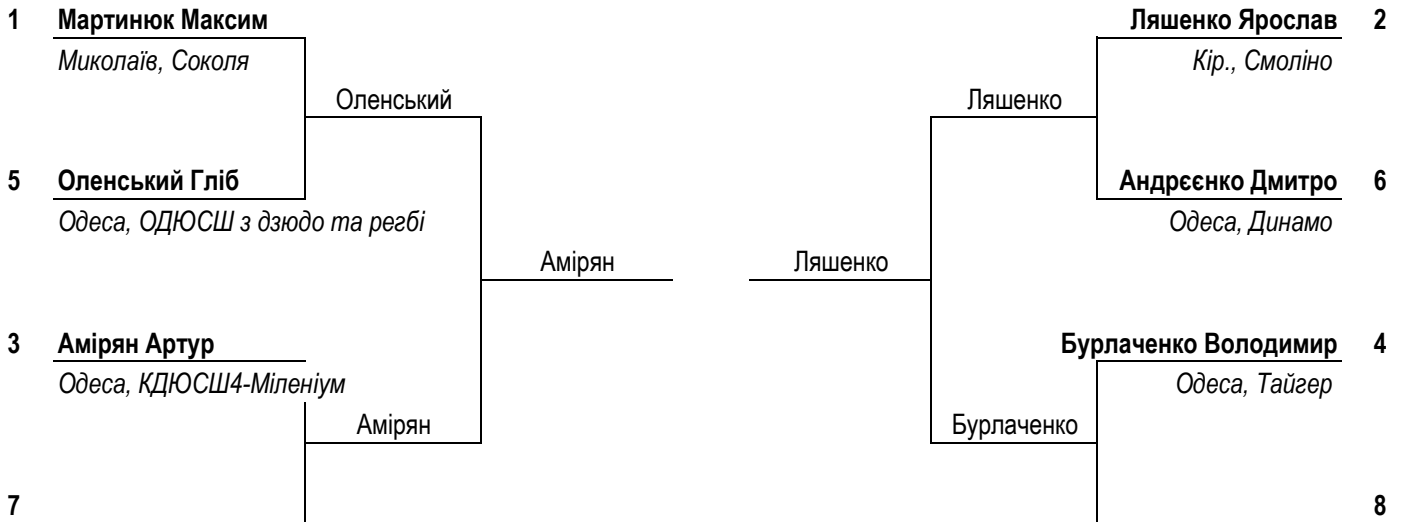 1 Мартинюк Максим
Ляшенко Ярослав 2
Миколаїв, Соколя
Кір., Смоліно
Оленський
Ляшенко
5 Оленський Гліб
Андрєєнко Дмитро 6
Одеса, ОДЮСШ з дзюдо та регбі
Одеса, Динамо
Амірян
Ляшенко
3 Амірян Артур
Бурлаченко Володимир 4
Одеса, КДЮСШ4-Міленіум
Одеса, Тайгер
Амірян
Бурлаченко
7
8